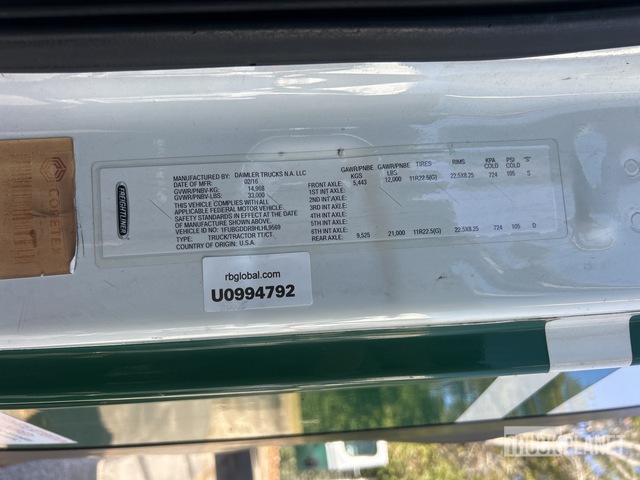 FREIGHTLINER
MANUFACTURED BY: DAIMLER TRUCKS N.A. LLC
DATE OF MFR: 02/16
GVWR/PNBV-KG: 14,968
GVWR/PNBV-LBS: 33,000
THIS VEHICLE COMPLIES WITH ALL
APPLICABLE FEDERAL MOTOR VEHICLE
SAFETY STANDARDS IN EFFECT AT THE DATE
OF MANUFACTURE SHOWN ABOVE.
VEHICLE ID NO: 1FUBGDDR9HLHL9569
TYPE: TRUCK/TRACTOR TT/CT
COUNTRY OF ORIGIN: U.S.A.
GAWR/PNBE KGS GAWR/PNBE LBS TIRES RIMS KPA COLD PSI COLD "S"
FRONT AXLE: 5,443 12,000 11R22.5(G) 22.5X8.25 724 105 S
1ST INT AXLE:
2ND INT AXLE:
3RD INT AXLE:
4TH INT AXLE:
5TH INT AXLE:
6TH INT AXLE:
REAR AXLE: 9,525 21,000 11R22.5(G) 22.5X8.25 724 105 D
rbglobal.com
U0994792
TRUCKPLANET